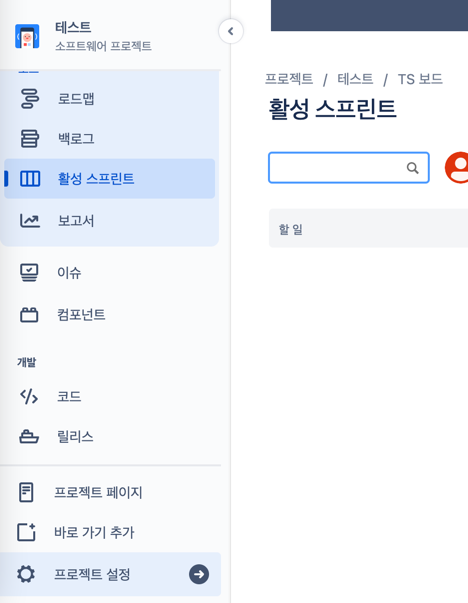 테스트
소프트웨어 프로젝트
로드맵
백로그
활성 스프린트
보고서
이슈
컴포넌트
개발
코드
릴리스
프로젝트 페이지
바로 가기 추가
프로젝트 설정
프로젝트 / 테스트 / TS 보드
활성 스프린트
할 일